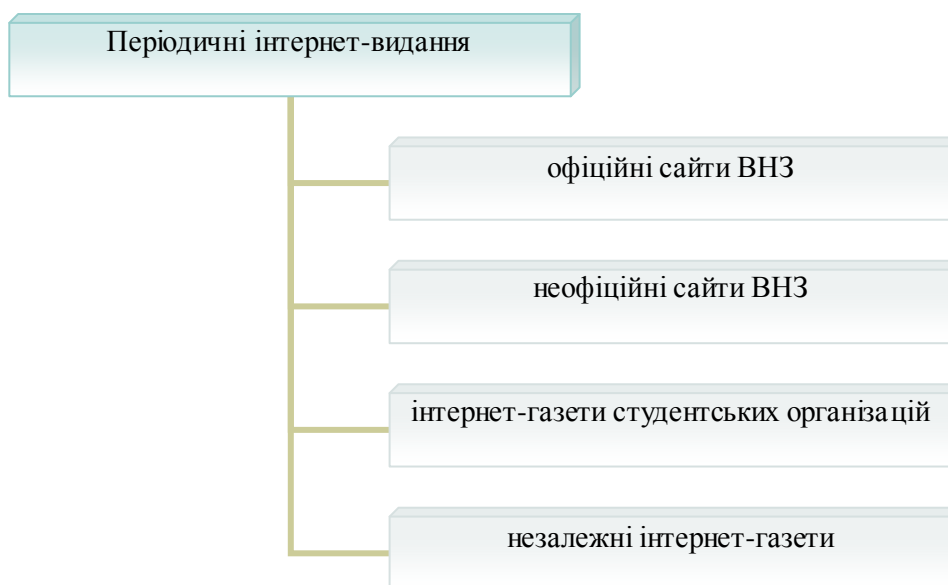 Періодичні інтернет-видання
офіційні сайти ВНЗ
неофіційні сайти ВНЗ
інтернет-газети студентських організацій
незалежні інтернет-газети